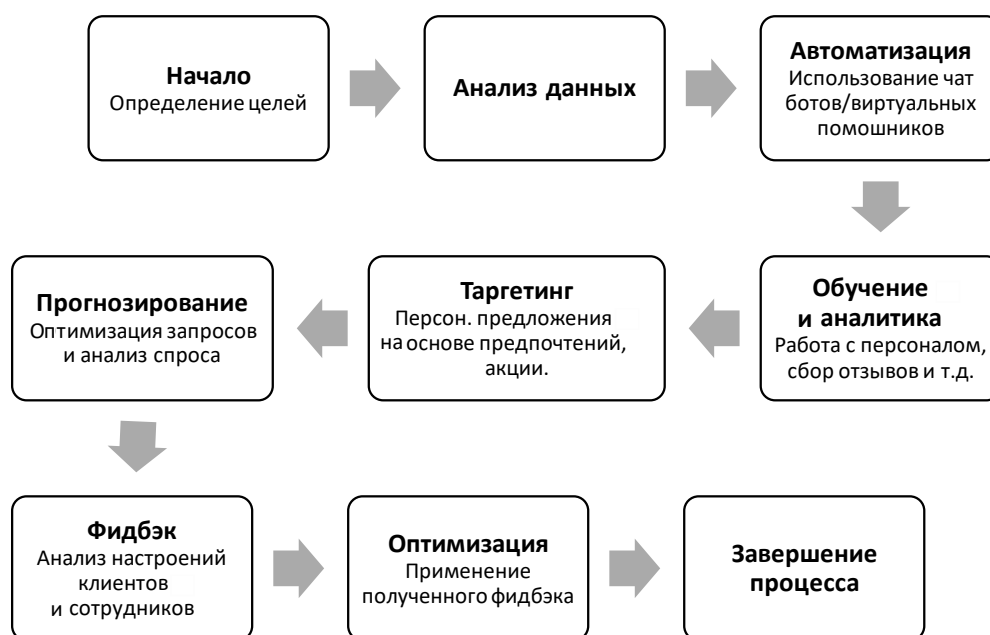 Начало
Определение целей
Анализ данных
Автоматизация
Использование чат
ботов/виртуальных
помошников
Обучение
и аналитика
Работа с персоналом,
сбор отзывов и т.д.
Таргетинг
Персон. предложения
на основе предпочтений,
акции.
Прогнозирование
Оптимизация запросов
и анализ спроса
Фидбэк
Анализ настроений
клиентов
и сотрудников
Оптимизация
Применение
полученного фидбэка
Завершение
процесса